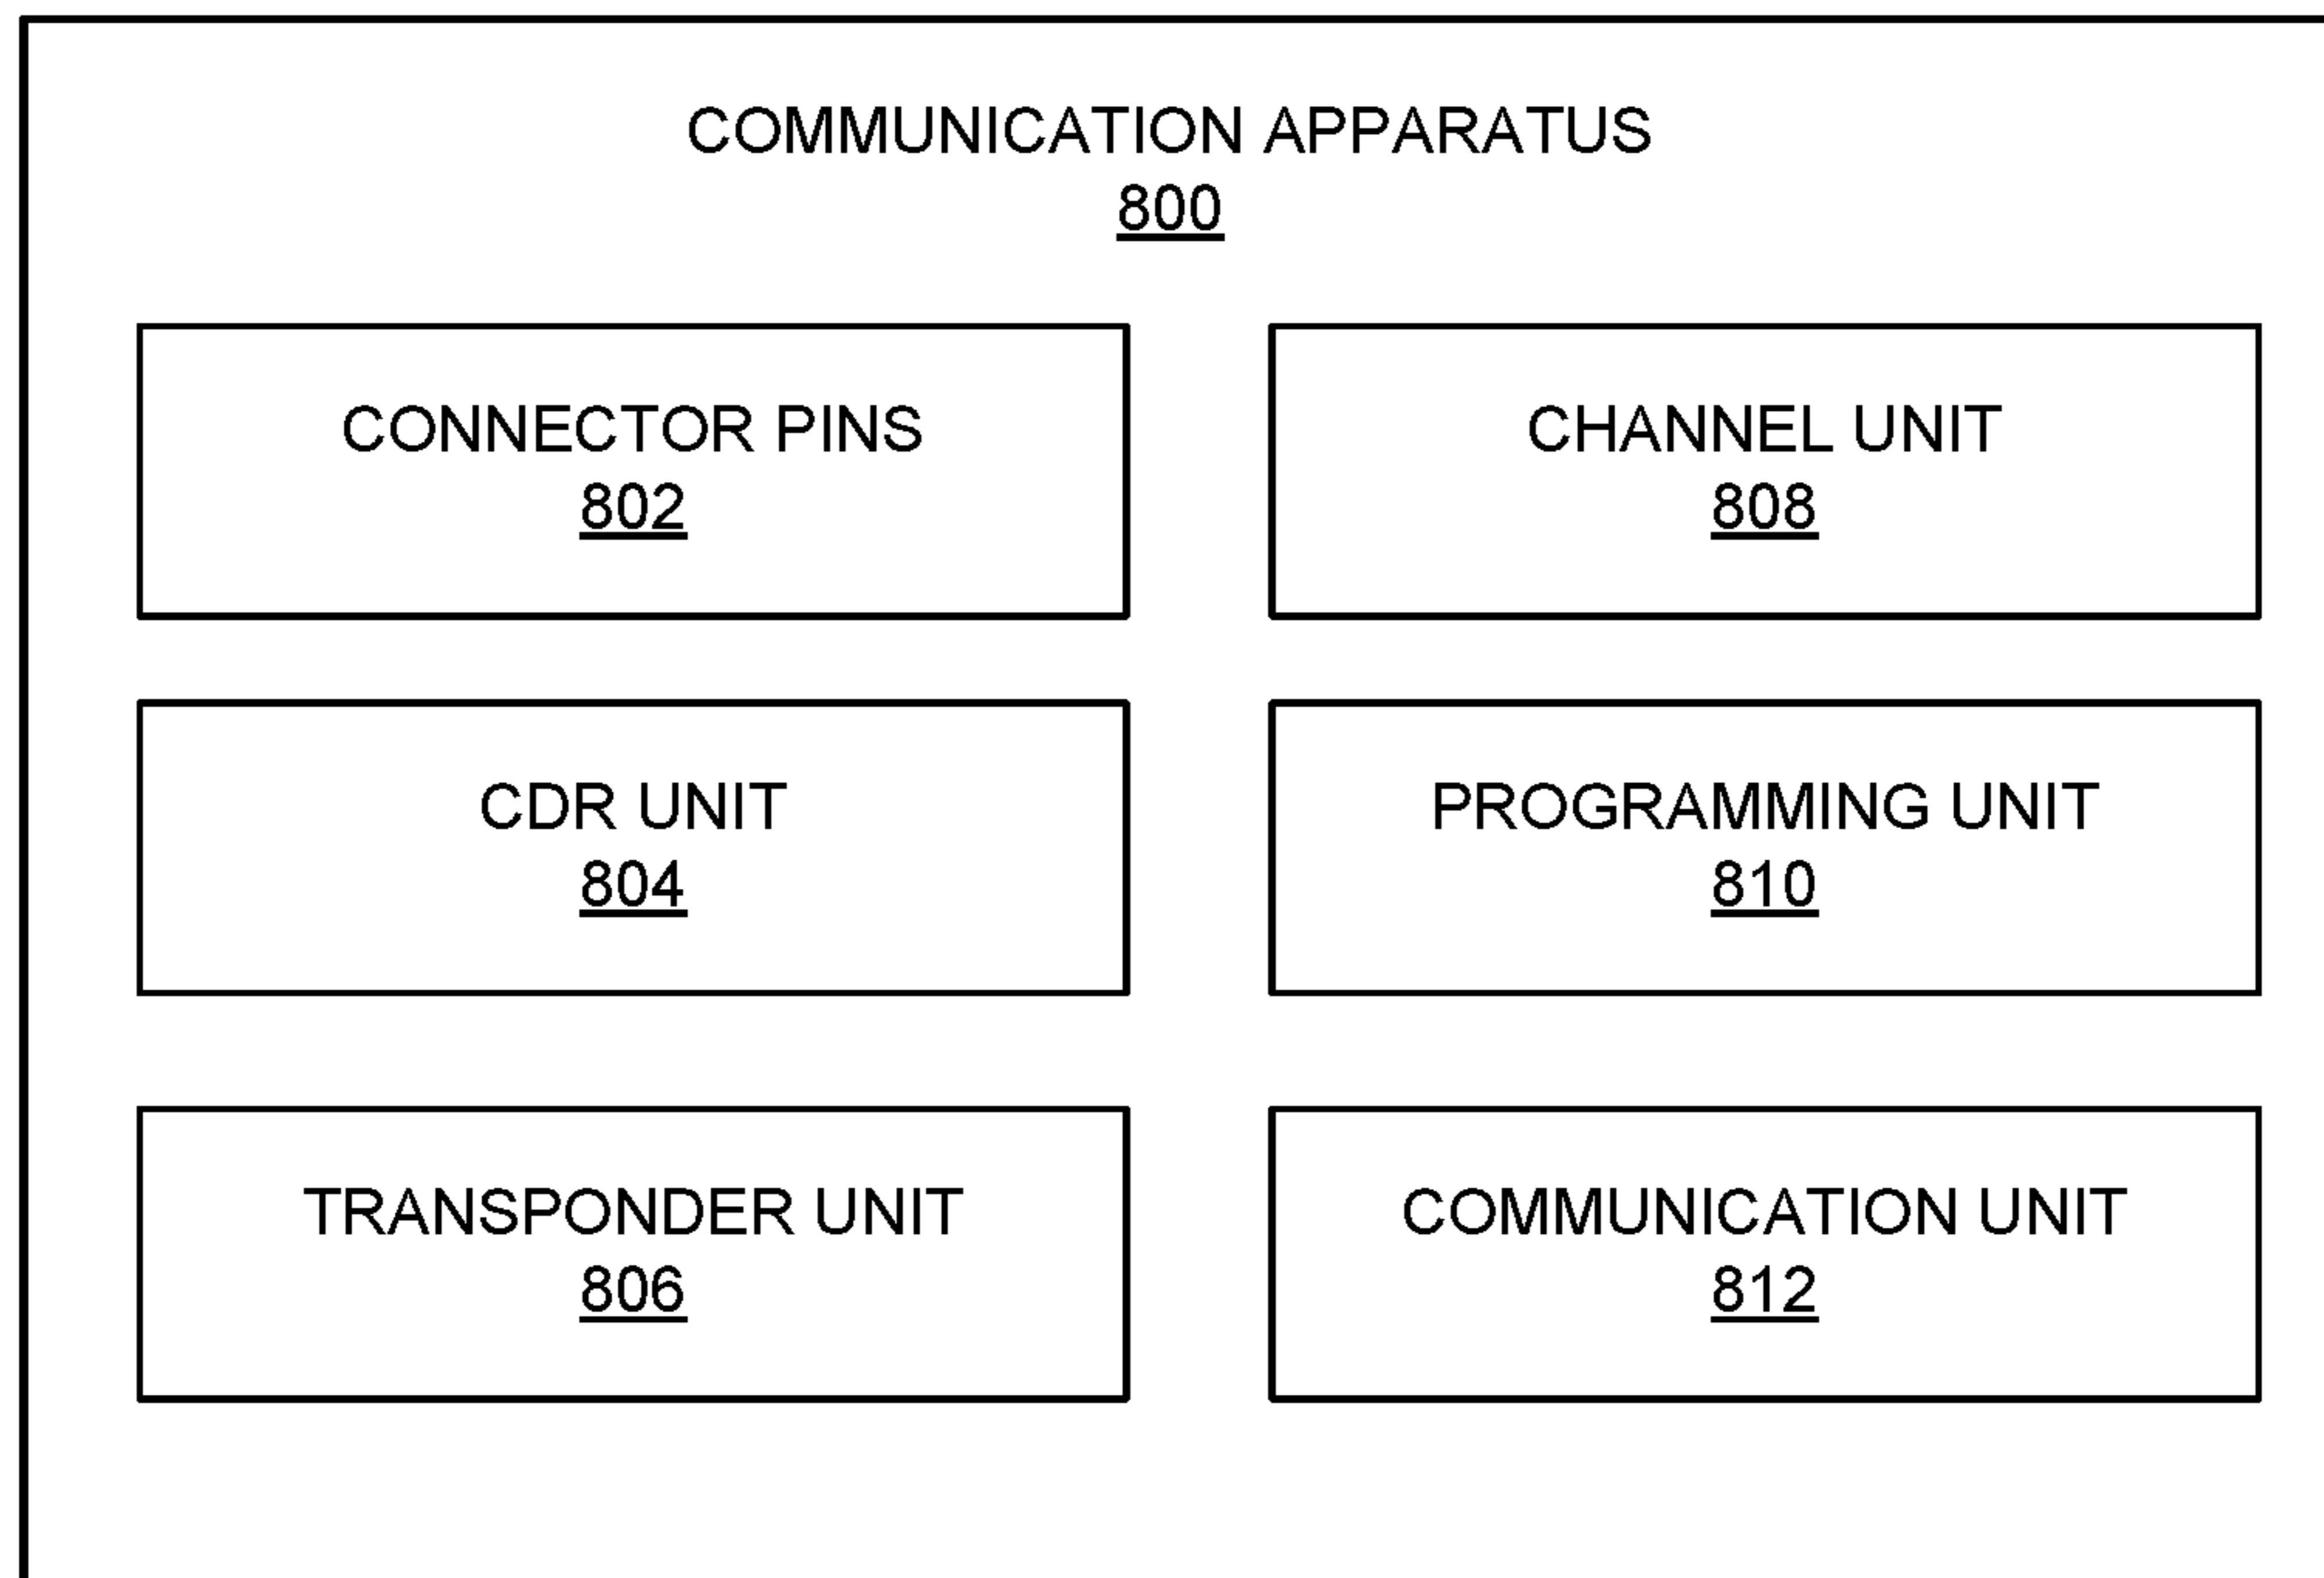 COMMUNICATION APPARATUS
800
CONNECTOR PINS
802
CHANNEL UNIT
808
CDR UNIT
804
PROGRAMMING UNIT
810
TRANSPONDER UNIT
806
COMMUNICATION UNIT
812